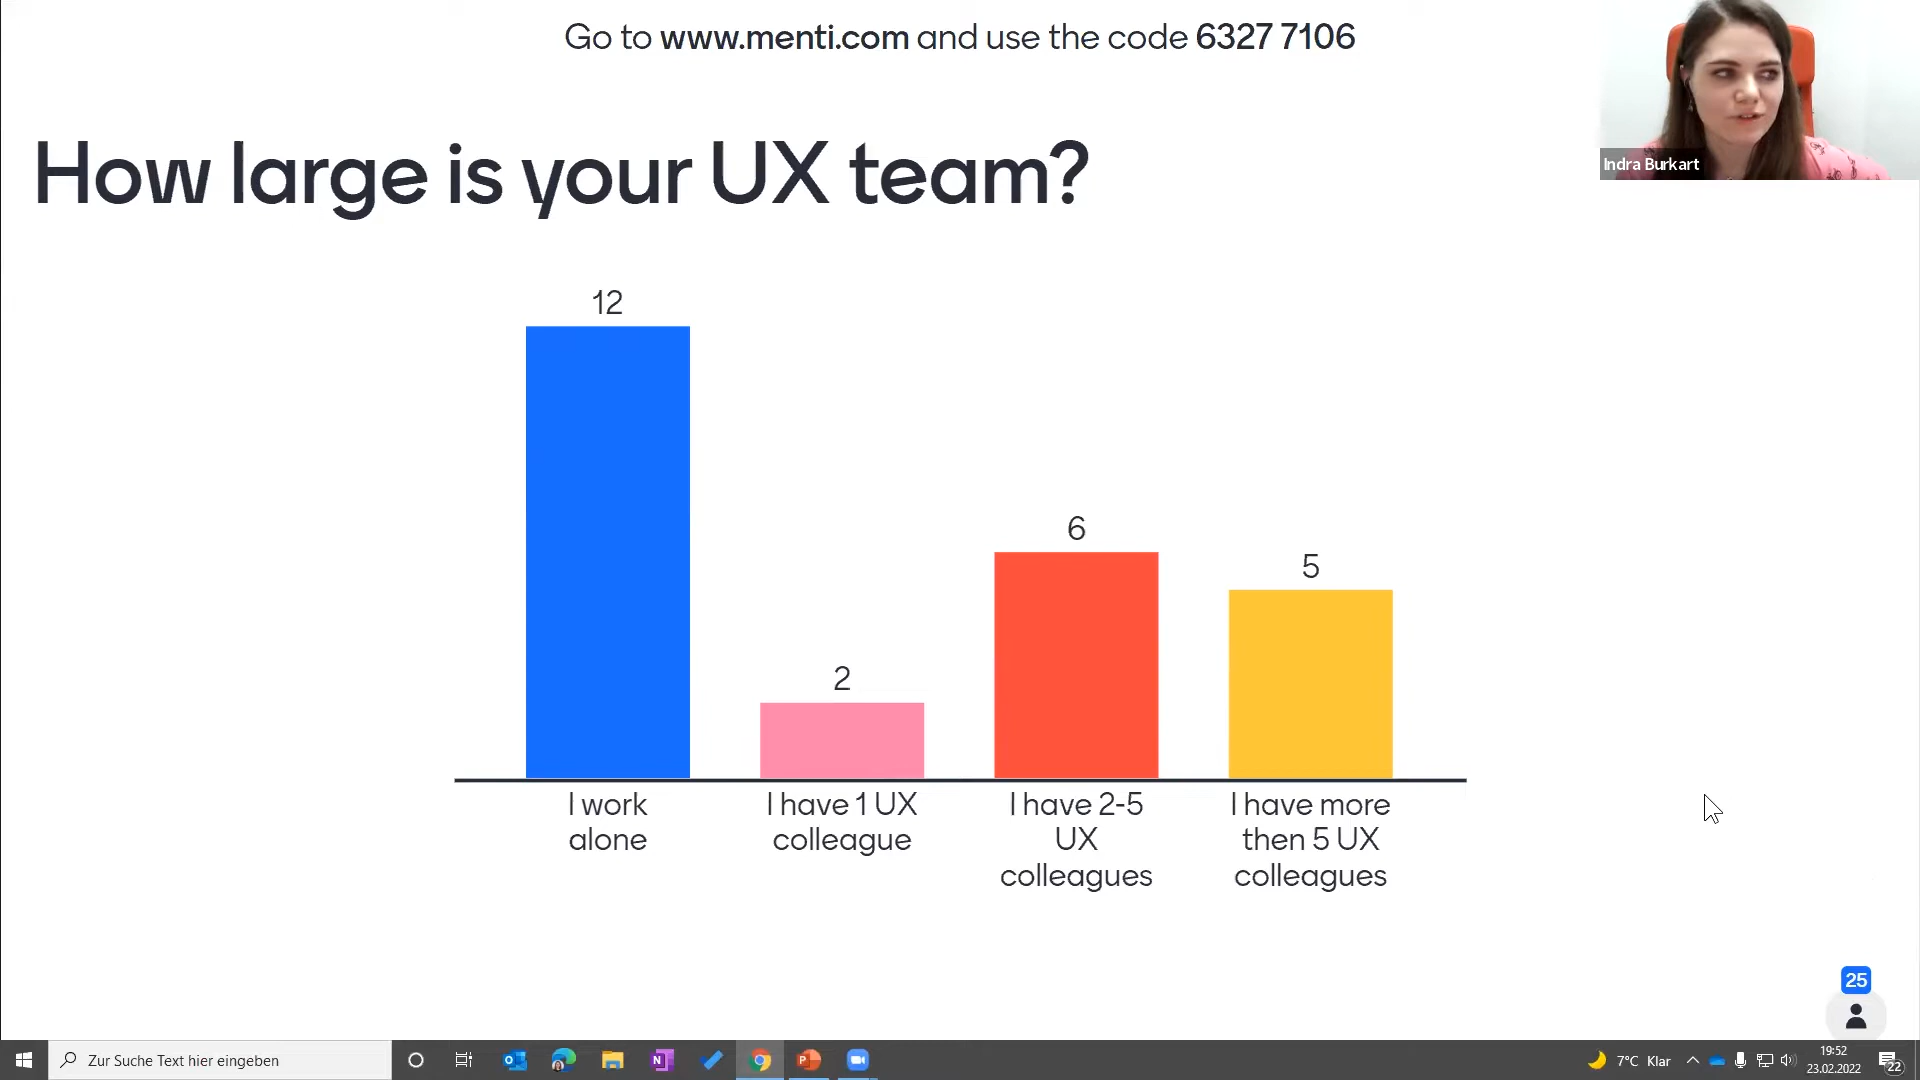 Go to www.menti.com and use the code 6327 7106
Indra Burkart
How large is your UX team?
12
2
6
5
I work
alone
I have 1 UX
colleague
I have 2-5
UX
colleagues
I have more
then 5 UX
colleagues
25
Zur Suche Text hier eingeben
7°C Klar
19:52
23.02.2022
22